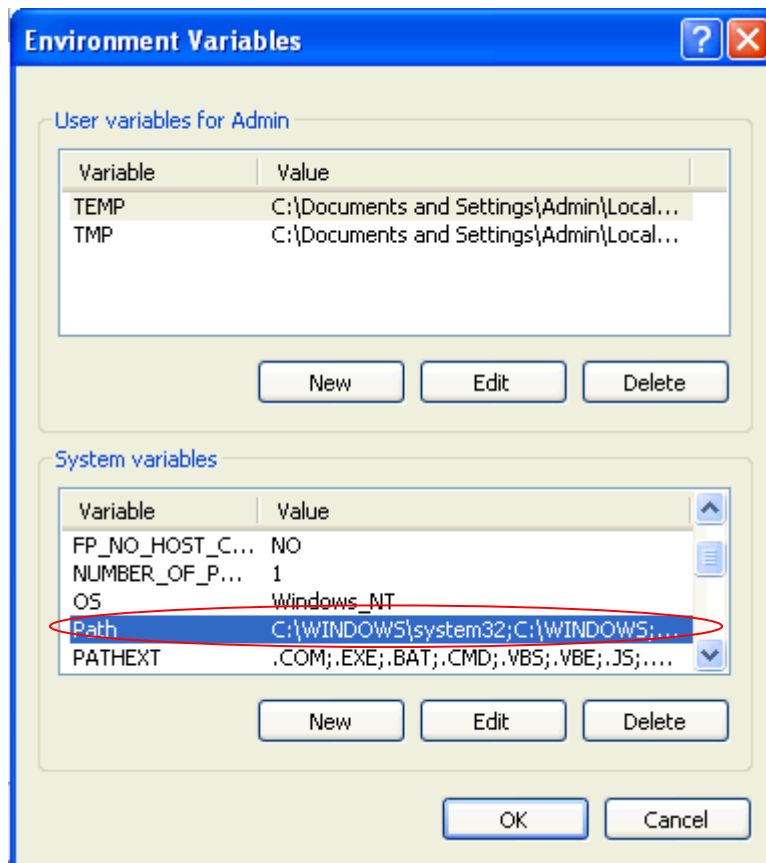 Environment Variables
User variables for Admin
Variable Value
TEMP C:\Documents and Settings\Admin\Local...
TMP C:\Documents and Settings\Admin\Local...
New Edit Delete
System variables
Variable Value
FP_NO_HOST_C... NO
NUMBER_OF_P... 1
OS Windows_NT
Path C:\WINDOWS\system32;C:\WINDOWS;...
PATHEXT .COM;.EXE;.BAT;.CMD;.VBS;.VBE;.JS;....
New Edit Delete
OK Cancel